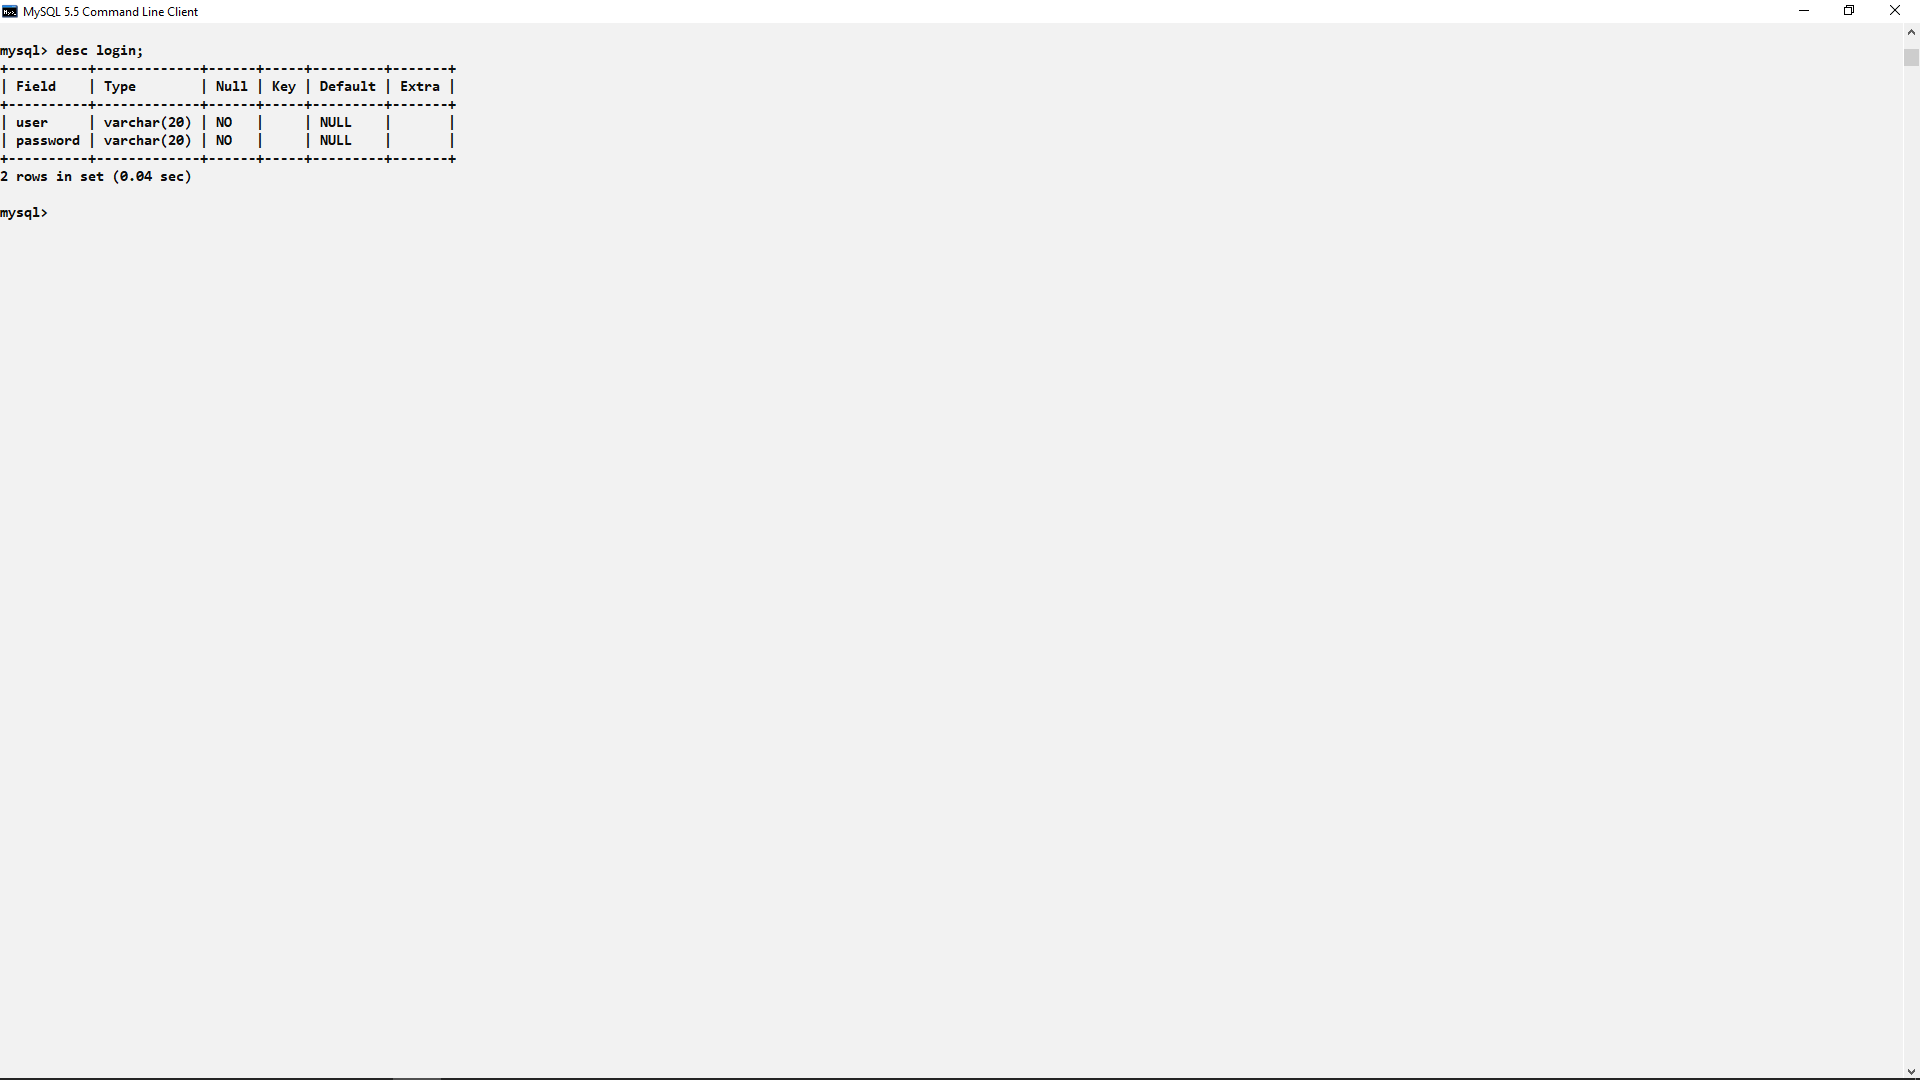 MySQL 5.5 Command Line Client
mysql> desc login;
+----------+-------------+------+-----+---------+-------+
| Field    | Type        | Null | Key | Default | Extra |
+----------+-------------+------+-----+---------+-------+
| user     | varchar(20) | NO   |     | NULL    |       |
| password | varchar(20) | NO   |     | NULL    |       |
+----------+-------------+------+-----+---------+-------+
2 rows in set (0.04 sec)
mysql>